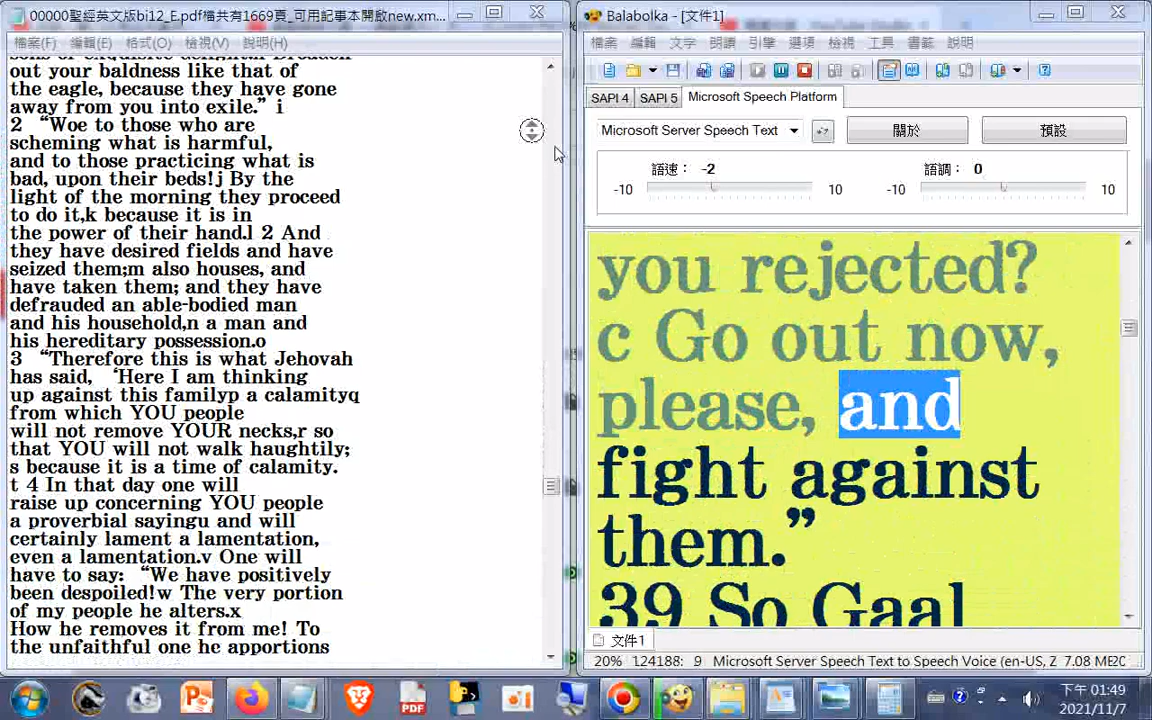 00000聖經英文版bi12_E.pdf檔共有1669頁_可用記事本開啟new.xm...
檔案(F) 編輯(E) 格式(O) 檢視(V) 說明(H)
out your baldness like that of
the eagle, because they have gone
away from you into exile.” i
2 “Woe to those who are
scheming what is harmful,
and to those practicing what is
bad, upon their beds!j By the
light of the morning they proceed
to do it,k because it is in
the power of their hand.l 2 And
they have desired fields and have
seized them;m also houses, and
have taken them; and they have
defrauded an able-bodied man
and his household,n a man and
his hereditary possession.o
3 “Therefore this is what Jehovah
has said, ‘Here I am thinking
up against this familyp a calamityq
from which YOU people
will not remove YOUR necks,r so
that YOU will not walk haughtily;
s because it is a time of calamity.
t 4 In that day one will
raise up concerning YOU people
a proverbial sayingu and will
certainly lament a lamentation,
even a lamentation.v One will
have to say: “We have positively
been despoiled!w The very portion
of my people he alters.x
How he removes it from me! To
the unfaithful one he apportions
Balabolka - [文件1]
檔案 編輯 文字 朗讀 引擎 選項 檢視 工具 書籤 說明
SAPI 4 SAPI 5 Microsoft Speech Platform
Microsoft Server Speech Text 關於 預設
語速: -2 語調: 0
-10 10 -10 10
you rejected?
c Go out now,
please, and
fight against
them.”
39 So Gaal
文件1
20% 124188: 9 Microsoft Server Speech Text to Speech Voice (en-US, Z 7.08 ME2C
下午 01:49
2021/11/7